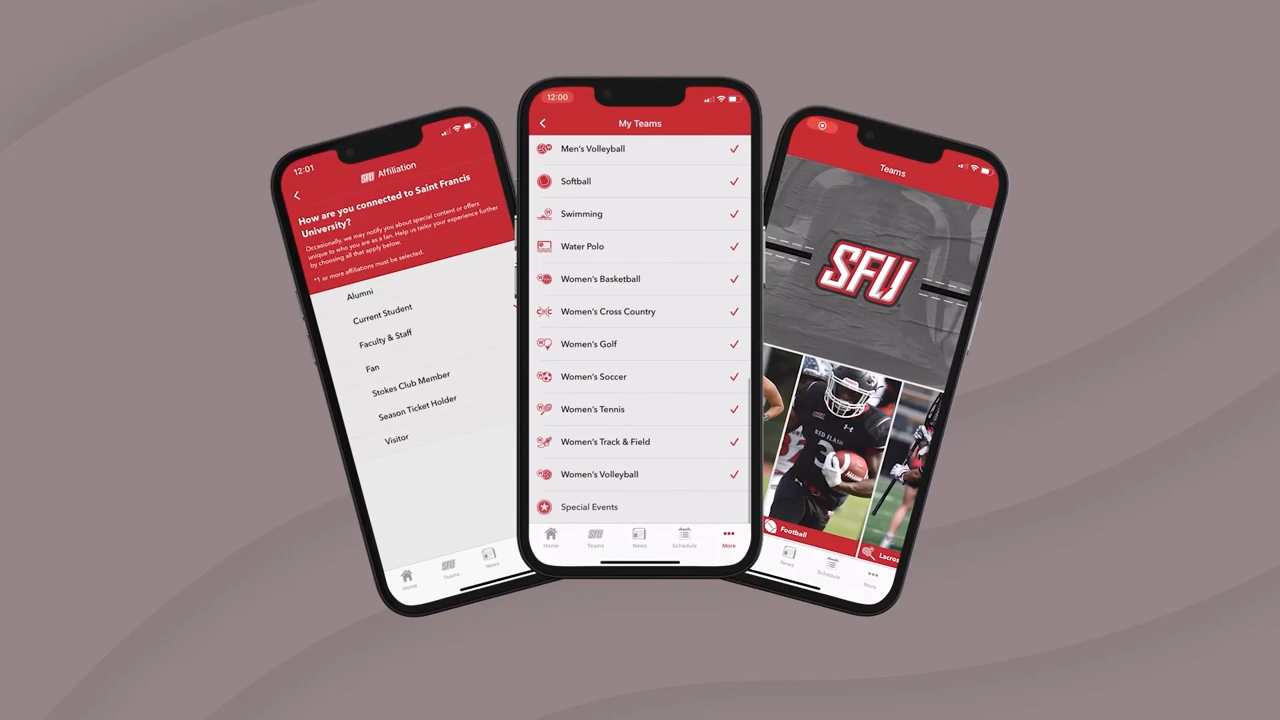 12:01
SFU Affiliation
How are you connected to Saint Francis
University?
Occasionally, we may notify you about special content or offers
unique to who you are as a fan. Help us tailor your experience further
by choosing all that apply below.
*1 or more affiliations must be selected.
Alumni
Current Student
Faculty & Staff
Fan
Stokes Club Member
Season Ticket Holder
Visitor
Home
Teams
News
12:00
My Teams
Men's Volleyball
Softball
Swimming
Water Polo
Women's Basketball
Women's Cross Country
Women's Golf
Women's Soccer
Women's Tennis
Women's Track & Field
Women's Volleyball
Special Events
Home
SFU
Teams
News
Schedule
More
Teams
SFU
RED FLASH
3
Football
Lacros
News
Schedule
More